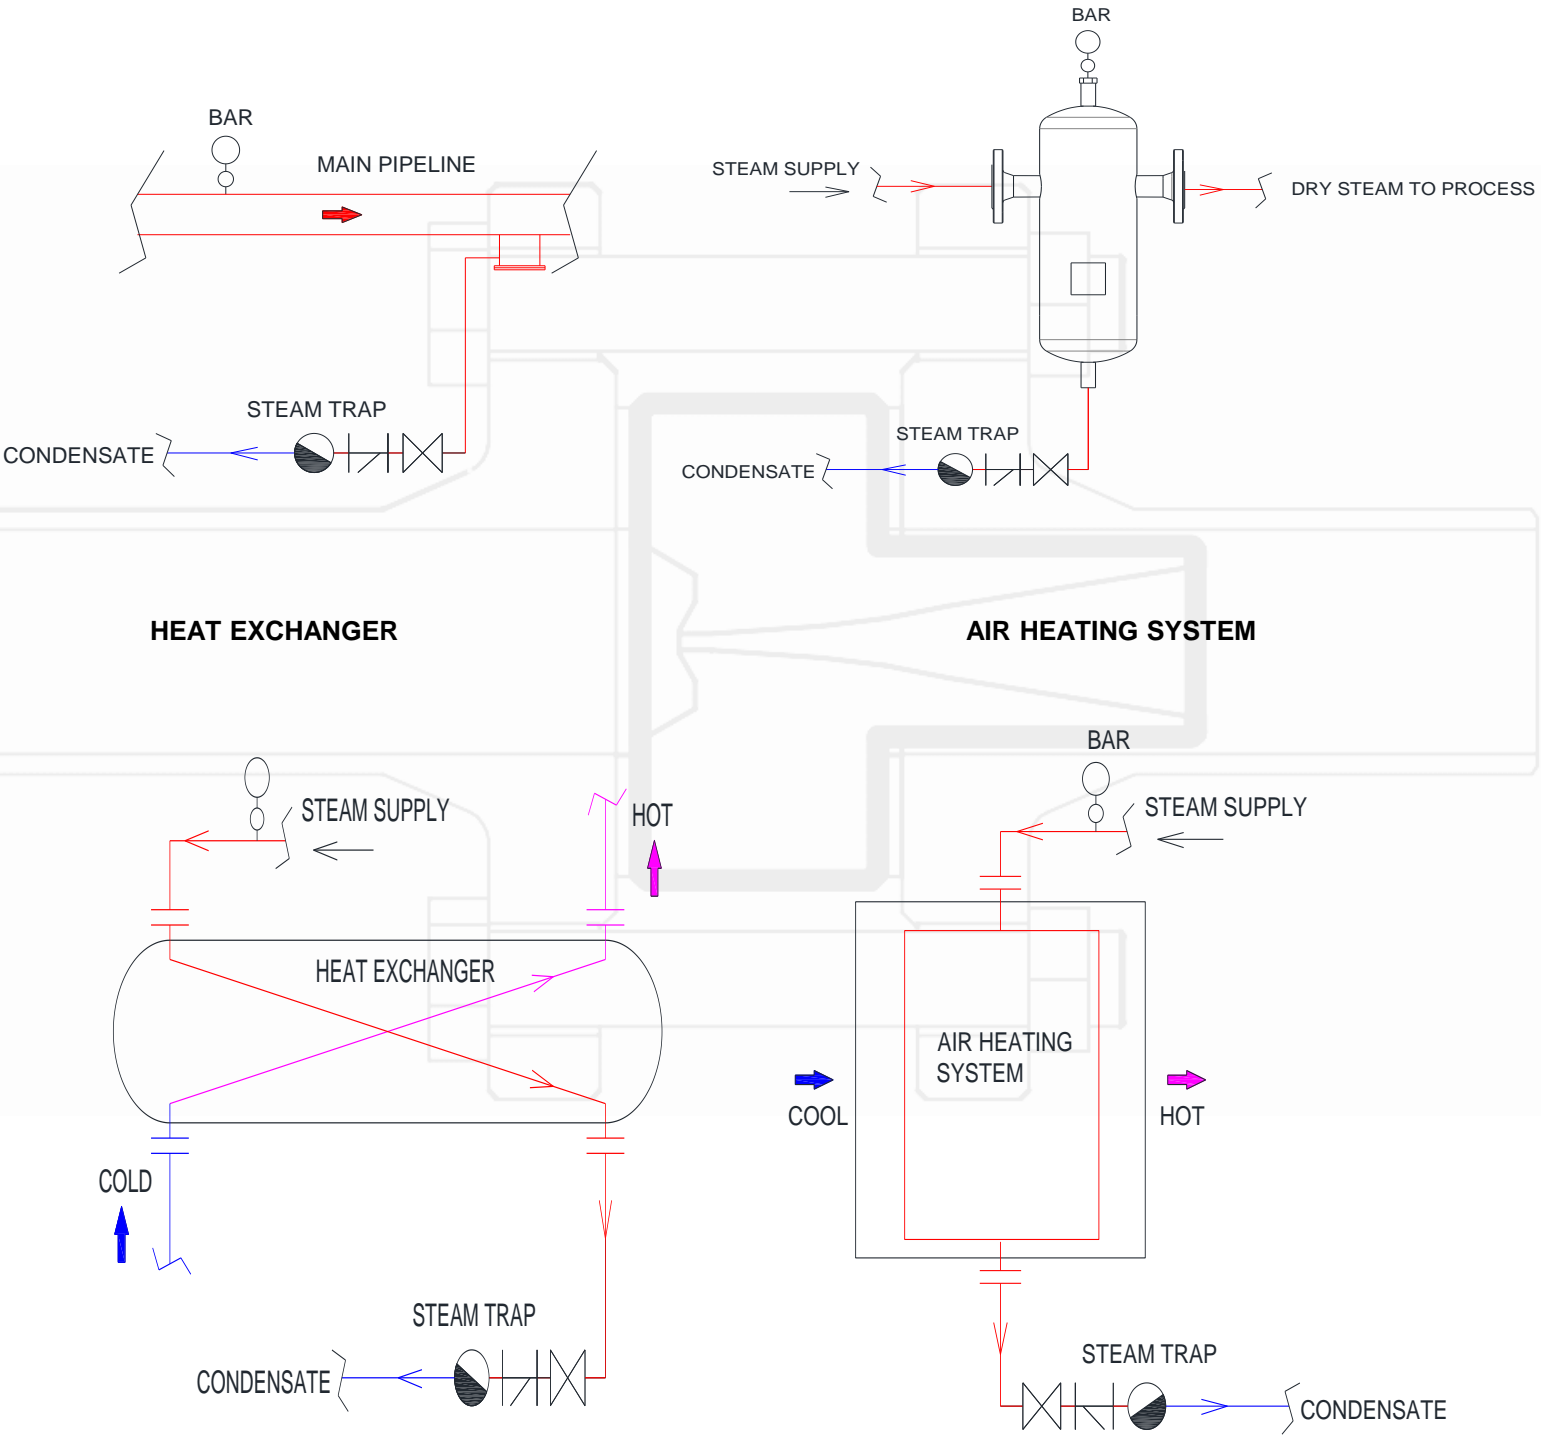 BAR
BAR
MAIN PIPELINE
STEAM SUPPLY
DRY STEAM TO PROCESS
STEAM TRAP
CONDENSATE
STEAM TRAP
CONDENSATE
HEAT EXCHANGER
AIR HEATING SYSTEM
BAR
STEAM SUPPLY
HOT
STEAM SUPPLY
HEAT EXCHANGER
AIR HEATING
SYSTEM
COOL
HOT
COLD
STEAM TRAP
CONDENSATE
STEAM TRAP
CONDENSATE